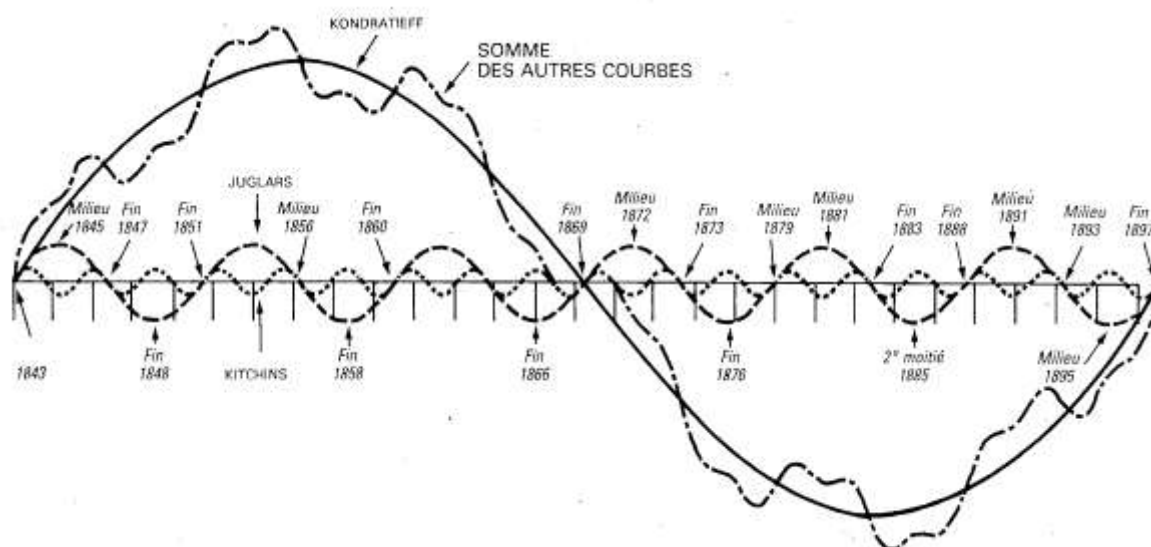 KONDRATIEFF
SOMME
DES AUTRES COURBES
JUGLARS
Milieu
1845
Fin
1847
Fin
1851
Milieu
1856
Fin
1860
Fin
1869
Milieu
1872
Fin
1873
Milieu
1879
Milieu
1881
Fin
1883
Fin
1888
Milieu
1891
Milieu
1893
Fin
1897
1843
Fin
1848
KITCHINS
Fin
1858
Fin
1866
Fin
1876
2e moitié
1885
Milieu
1895